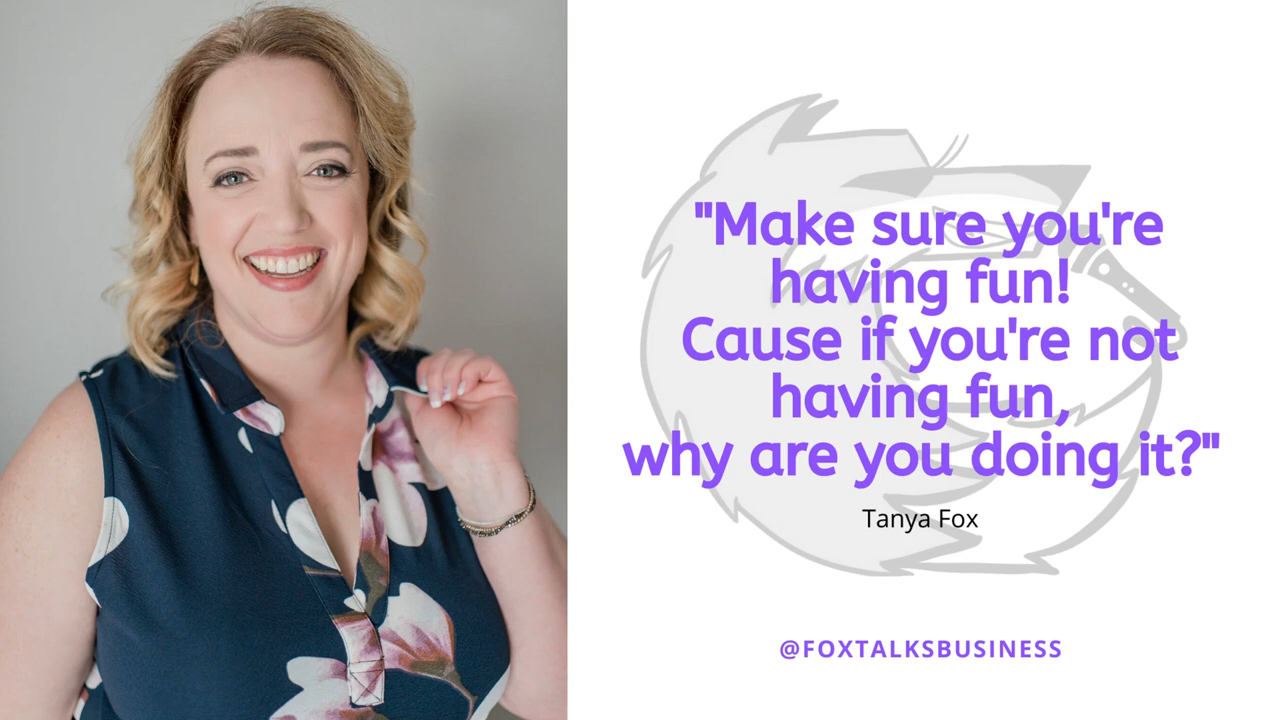 "Make sure you're
having fun!
Cause if you're not
having fun,
why are you doing it?"
Tanya Fox
@FOXTALKSBUSINESS